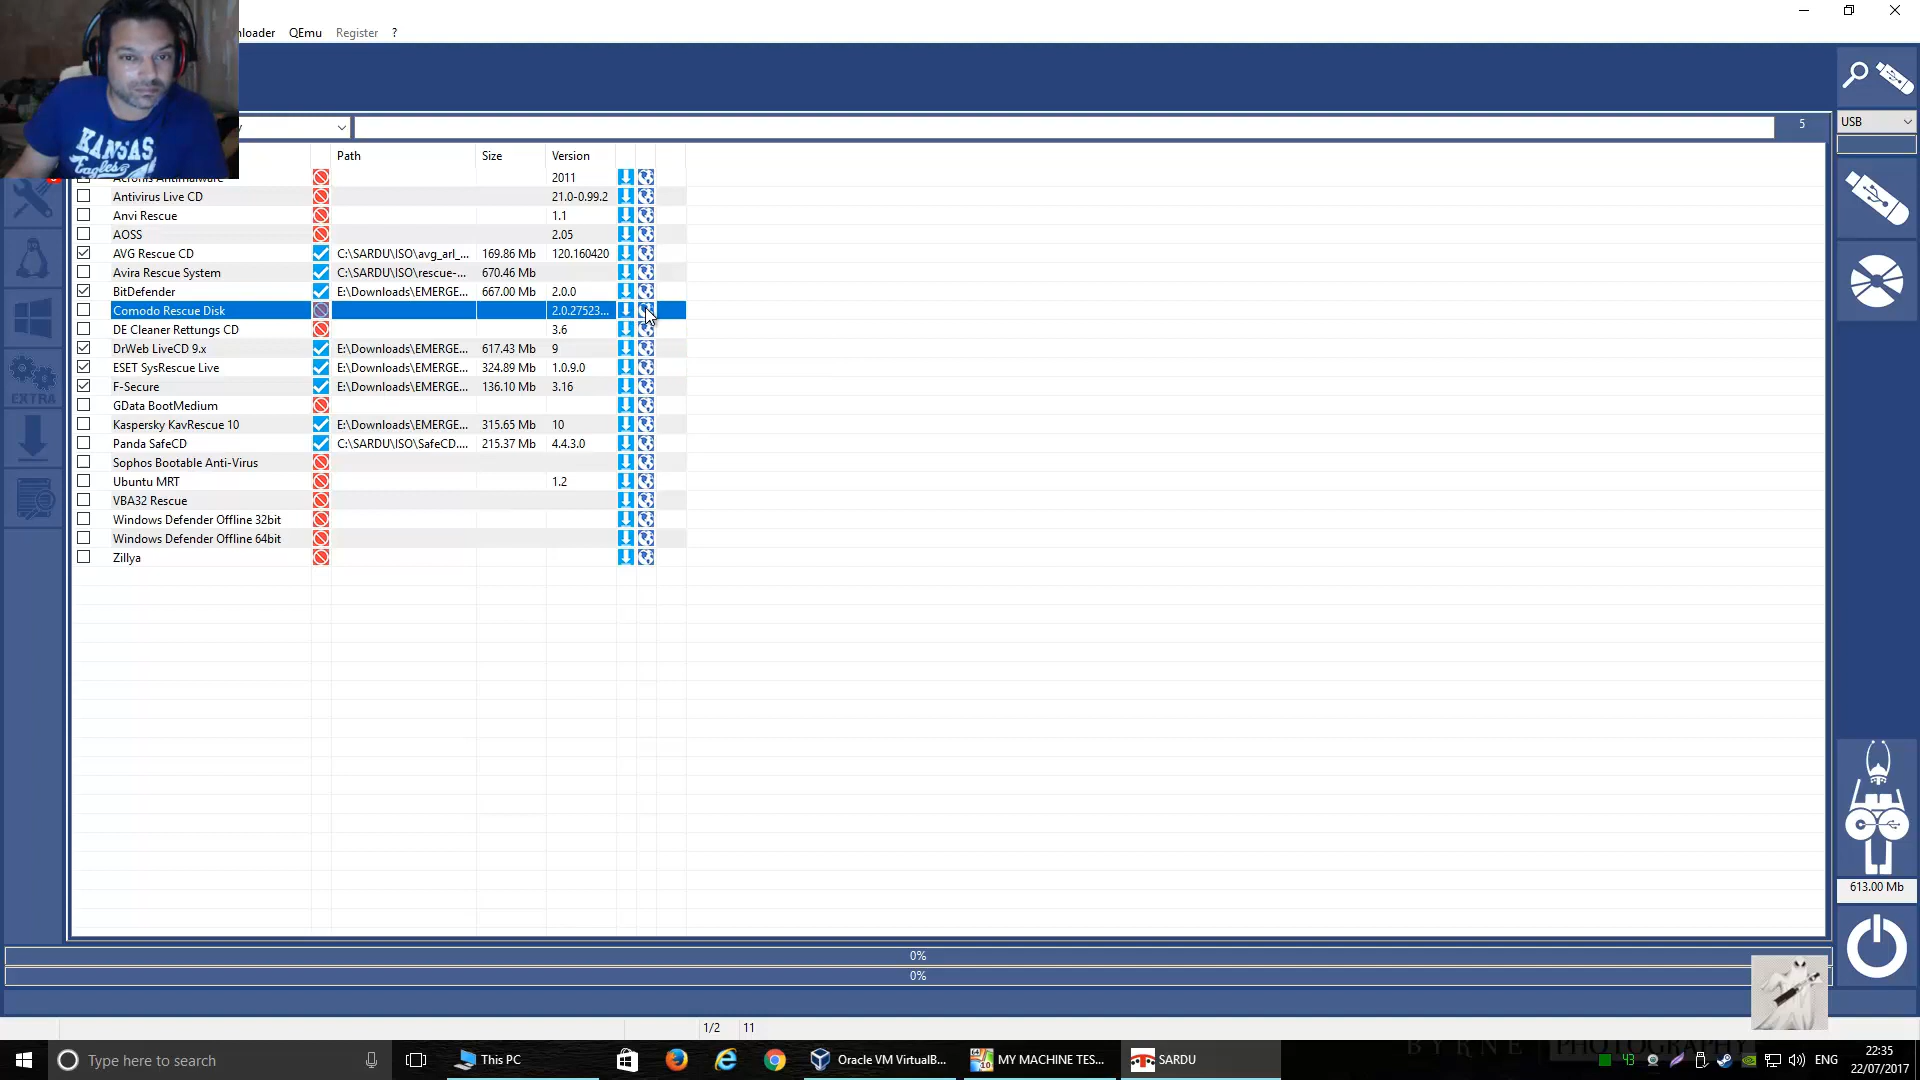 nloader QEmu Register ?
KANSAS
Eagles
y 5 USB
Path Size Version
Acronis Antimalware 2011
Antivirus Live CD 21.0-0.99.2
Anvi Rescue 1.1
AOSS 2.05
AVG Rescue CD C:\SARDU\ISO\avg_arl_... 169.86 Mb 120.160420
Avira Rescue System C:\SARDU\ISO\rescue-... 670.46 Mb
BitDefender E:\Downloads\EMERGE... 667.00 Mb 2.0.0
Comodo Rescue Disk 2.0.27523...
DE Cleaner Rettungs CD 3.6
DrWeb LiveCD 9.x E:\Downloads\EMERGE... 617.43 Mb 9
ESET SysRescue Live E:\Downloads\EMERGE... 324.89 Mb 1.0.9.0
F-Secure E:\Downloads\EMERGE... 136.10 Mb 3.16
GData BootMedium
EXTRA
Kaspersky KavRescue 10 E:\Downloads\EMERGE... 315.65 Mb 10
Panda SafeCD C:\SARDU\ISO\SafeCD.... 215.37 Mb 4.4.3.0
Sophos Bootable Anti-Virus
Ubuntu MRT 1.2
VBA32 Rescue
Windows Defender Offline 32bit
Windows Defender Offline 64bit
Zillya
613.00 Mb
0%
0%
1/2 11
BYRNE PHOTOGRAPHY
Type here to search This PC Oracle VM VirtualB... MY MACHINE TES... SARDU 43 ENG 22:35
22/07/2017